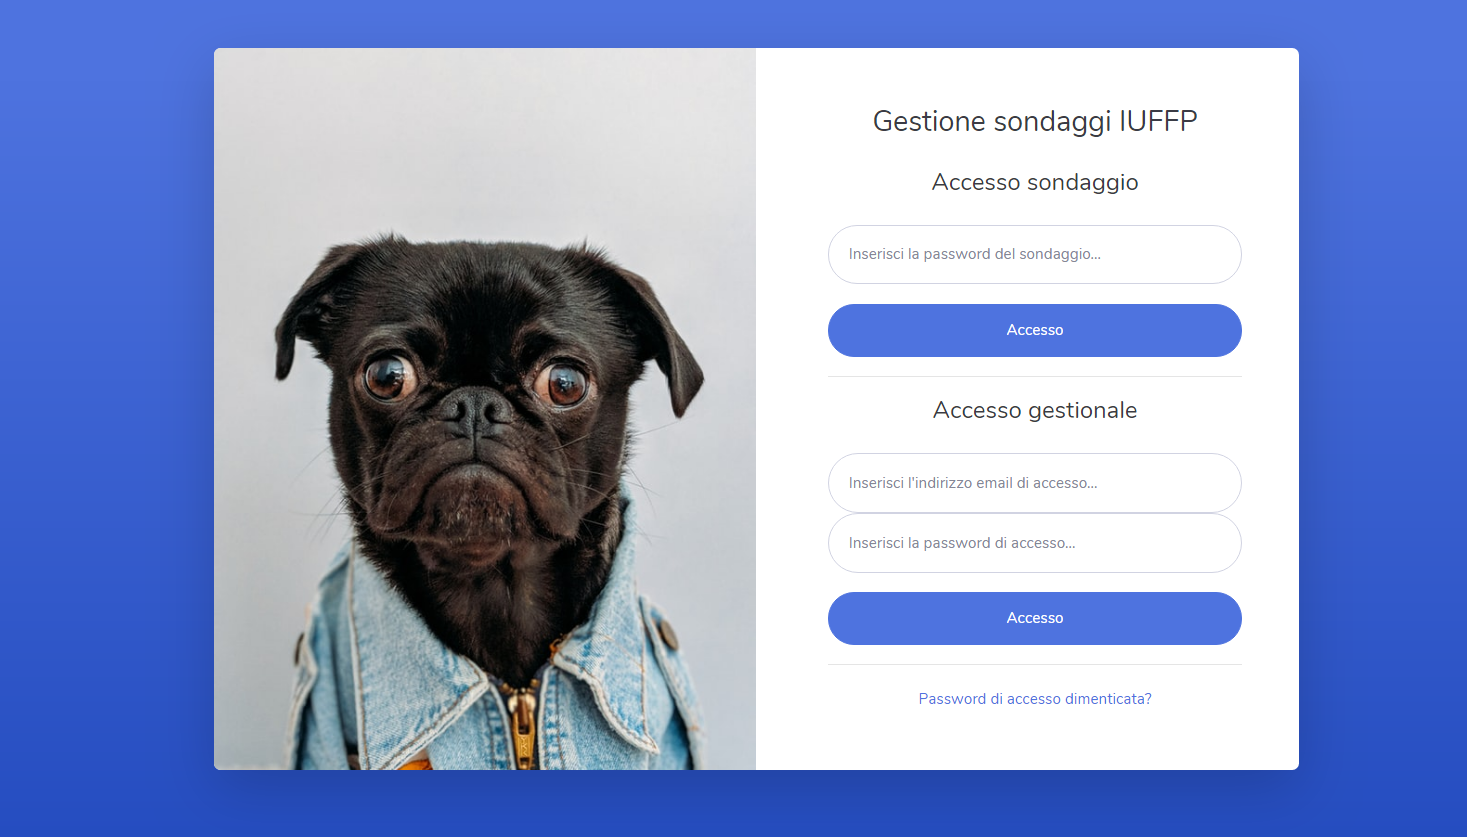 Gestione sondaggi IUFFP
Accesso sondaggio
Inserisci la password del sondaggio...
Accesso
Accesso gestionale
Inserisci l'indirizzo email di accesso...
Inserisci la password di accesso...
Accesso
Password di accesso dimenticata?